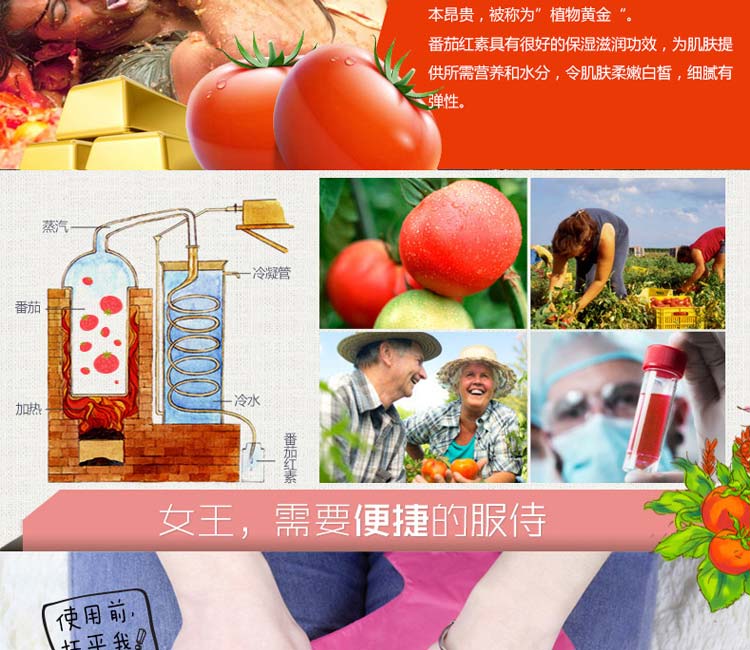 本昂贵，被称为”植物黄金“。
番茄红素具有很好的保湿滋润功效，为肌肤提
供所需营养和水分，令肌肤柔嫩白皙，细腻有
弹性。
蒸汽
冷凝管
番茄
加热
冷水
番茄红素
女王，需要便捷的服侍
使用前，
抚平我！